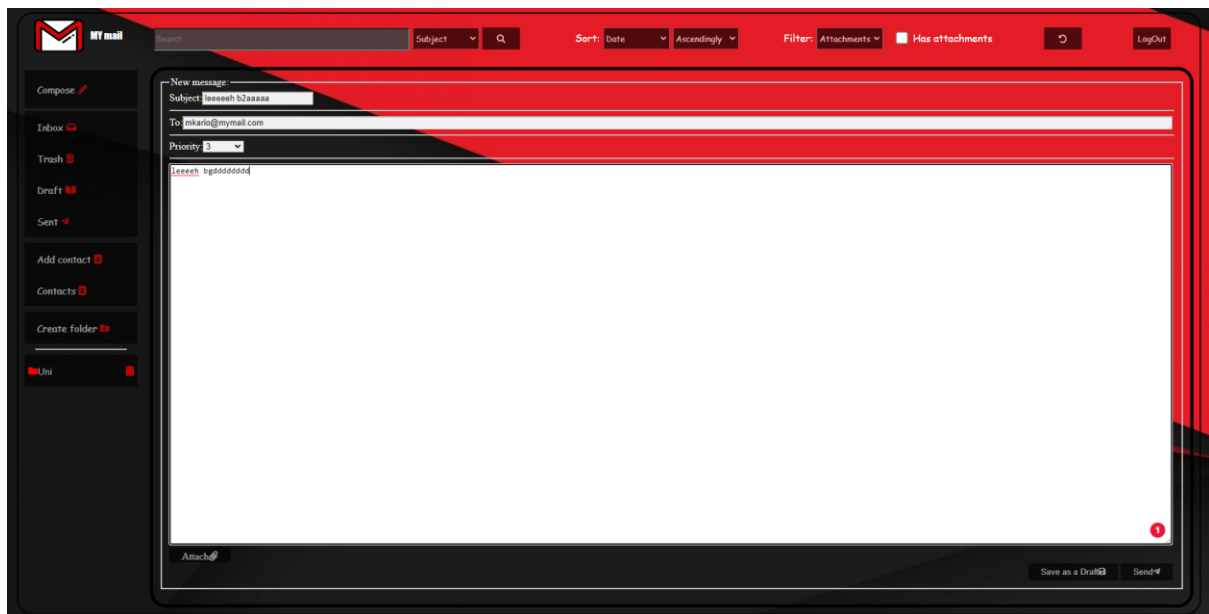 MY mail
Search
Subject
Sort: Date Ascendingly
Filter: Attachments Has attachments
LogOut
Compose
Inbox
Trash
Draft
Sent
Add contact
Contacts
Create folder
Uni
New message:
Subject: leeeeeh b2aaaaa
To: mkario@mymail.com
Priority: 3
leeeeh bgdddddddd
1
Attach
Save as a Draft
Send